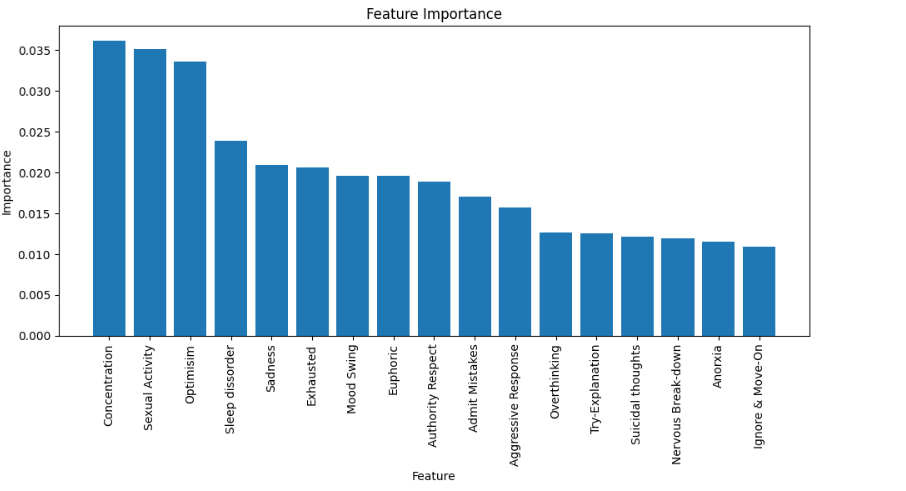 Feature Importance
Importance
0.035
0.030
0.025
0.020
0.015
0.010
0.005
0.000
Concentration
Sexual Activity
Optimisim
Sleep dissorder
Sadness
Exhausted
Mood Swing
Euphoric
Authority Respect
Admit Mistakes
Aggressive Response
Overthinking
Try-Explanation
Suicidal thoughts
Nervous Break-down
Anorxia
Ignore & Move-On
Feature